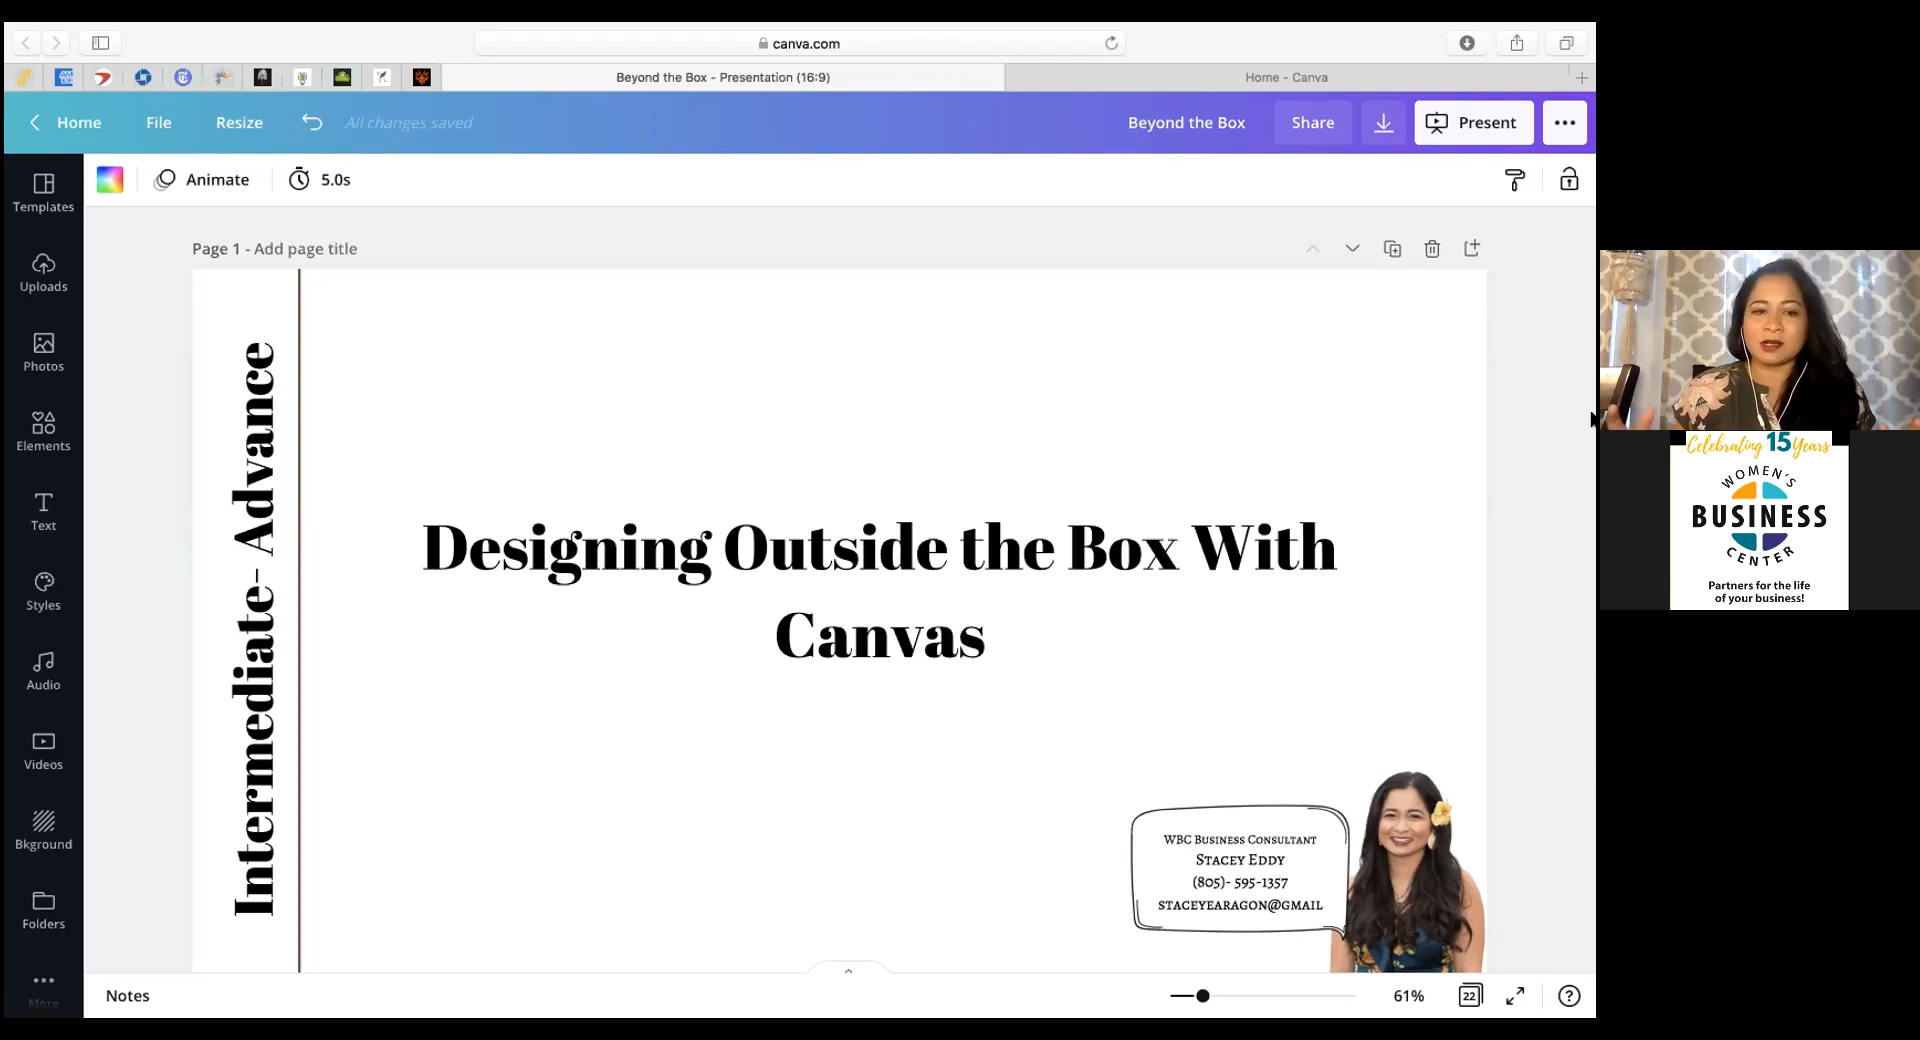 canva.com
Beyond the Box - Presentation (16:9)
Home - Canva
Home
File
Resize
All changes saved
Beyond the Box
Share
Present
Animate
5.0s
Templates
Uploads
Photos
Elements
Text
Styles
Audio
Videos
Bkground
Folders
More
Page 1 - Add page title
Intermediate- Advance
Designing Outside the Box With
Canvas
WBC Business Consultant
Stacey Eddy
(805)- 595-1357
staceyearagon@gmail
Notes
61%
22
Celebrating 15 Years
WOMEN'S
BUSINESS
CENTER
Partners for the life
of your business!